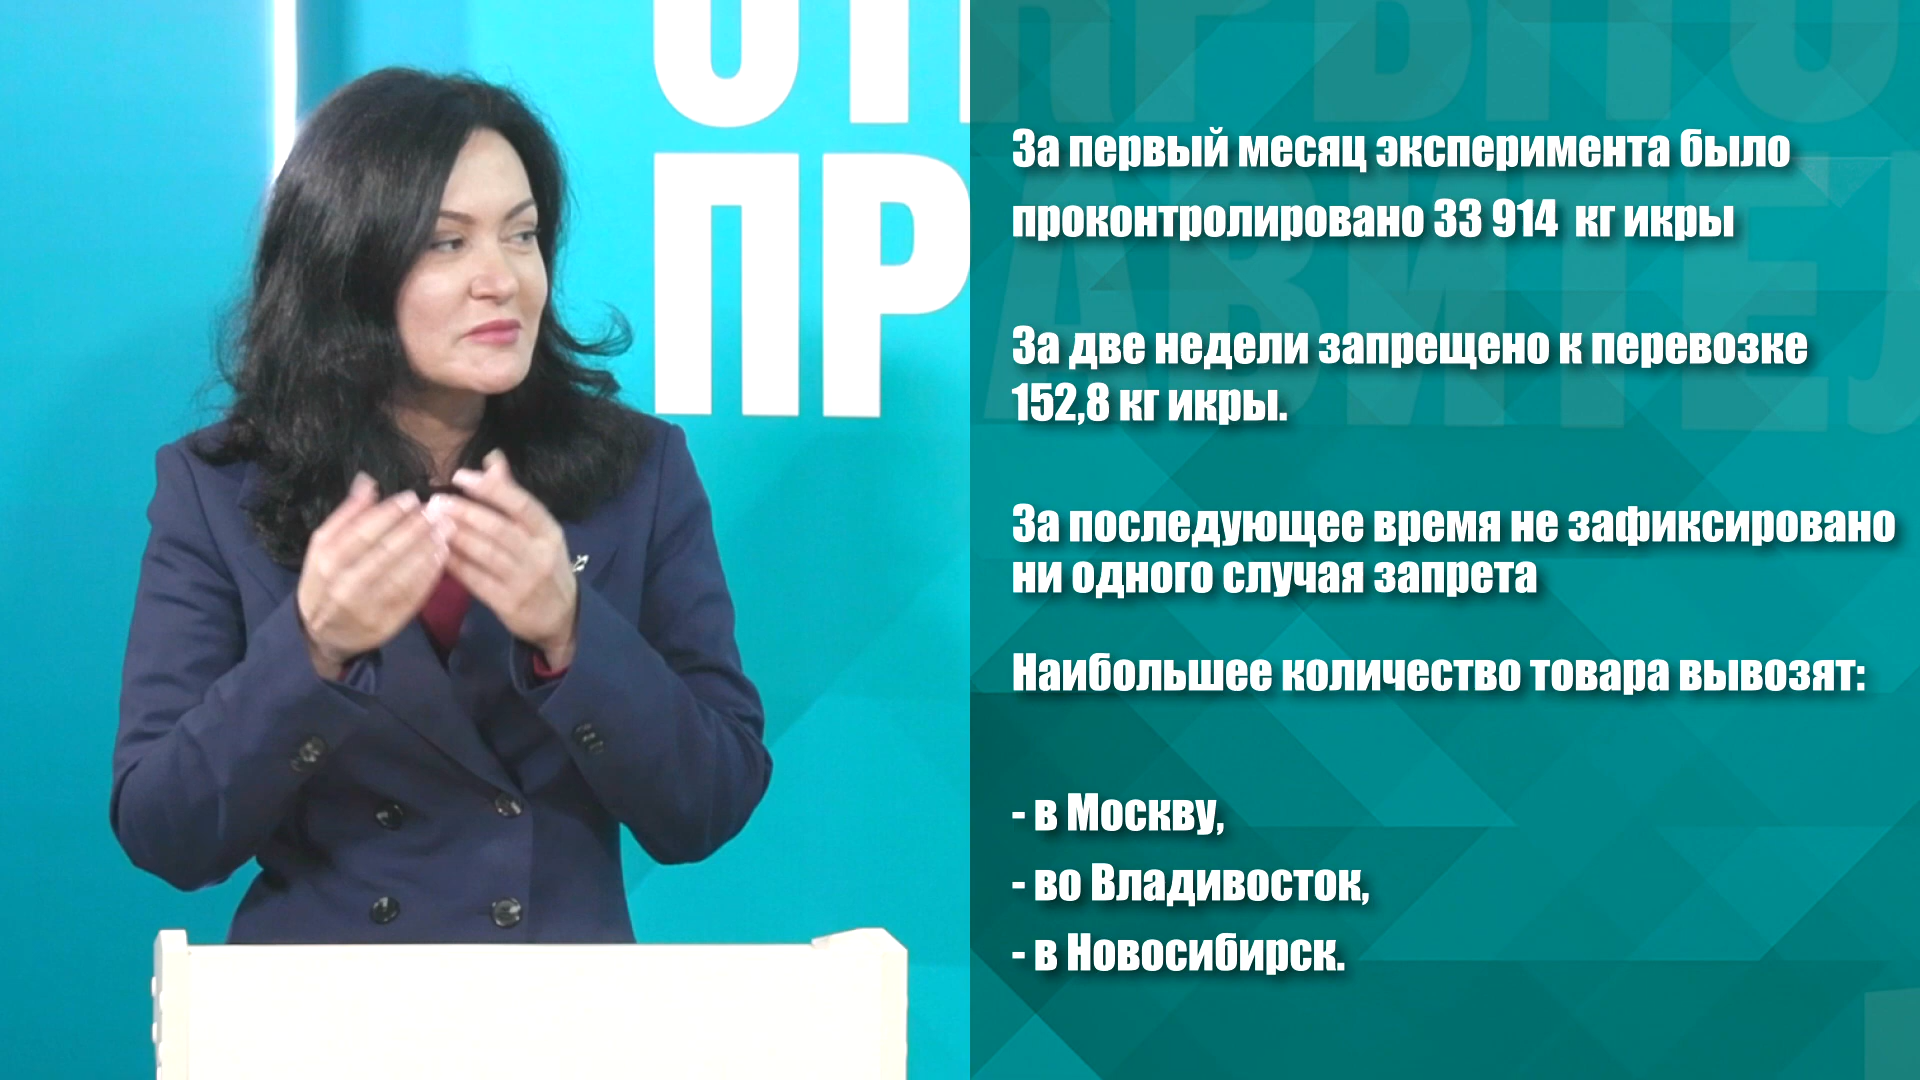 ПР
За первый месяц эксперимента было
проконтролировано 33 914 кг икры
За две недели запрещено к перевозке
152,8 кг икры.
За последующее время не зафиксировано
ни одного случая запрета
Наибольшее количество товара вывозят:
- в Москву,
- во Владивосток,
- в Новосибирск.